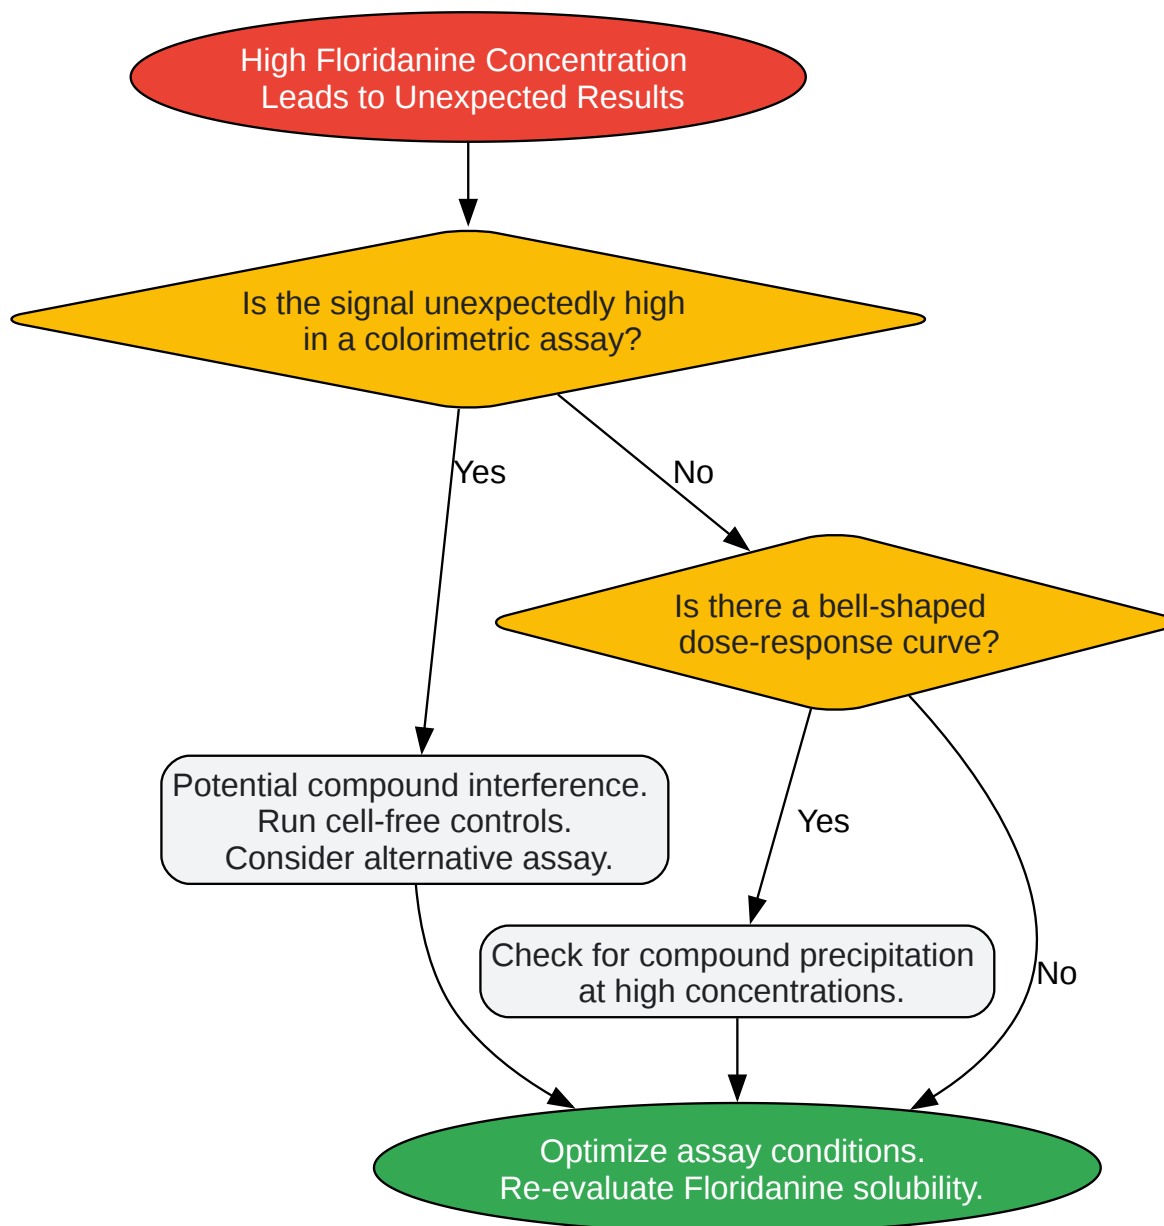 High Floridanine Concentration
Leads to Unexpected Results
Is the signal unexpectedly high
in a colorimetric assay?
Yes
No
Is there a bell-shaped
dose-response curve?
Potential compound interference.
Run cell-free controls.
Consider alternative assay.
Yes
Check for compound precipitation
at high concentrations.
No
Optimize assay conditions.
Re-evaluate Floridanine solubility.